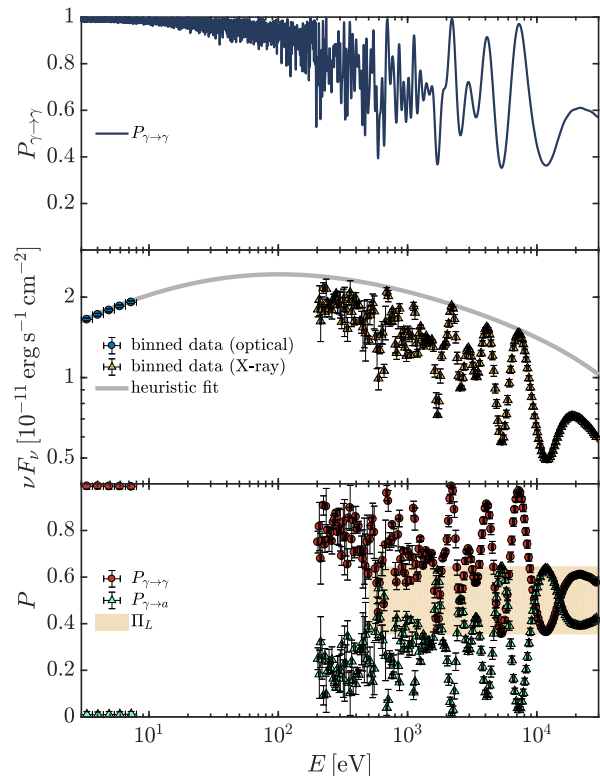 1
0.8
0.6
0.4
0.2
P_{γ→γ}
P_{γ→γ}
2
1
0.5
νF_ν [10^{-11} erg s^{-1} cm^{-2}]
binned data (optical)
binned data (X-ray)
heuristic fit
0.8
0.6
0.4
0.2
0
P
P_{γ→γ}
P_{γ→a}
Π_L
10^1
10^2
10^3
10^4
E [eV]